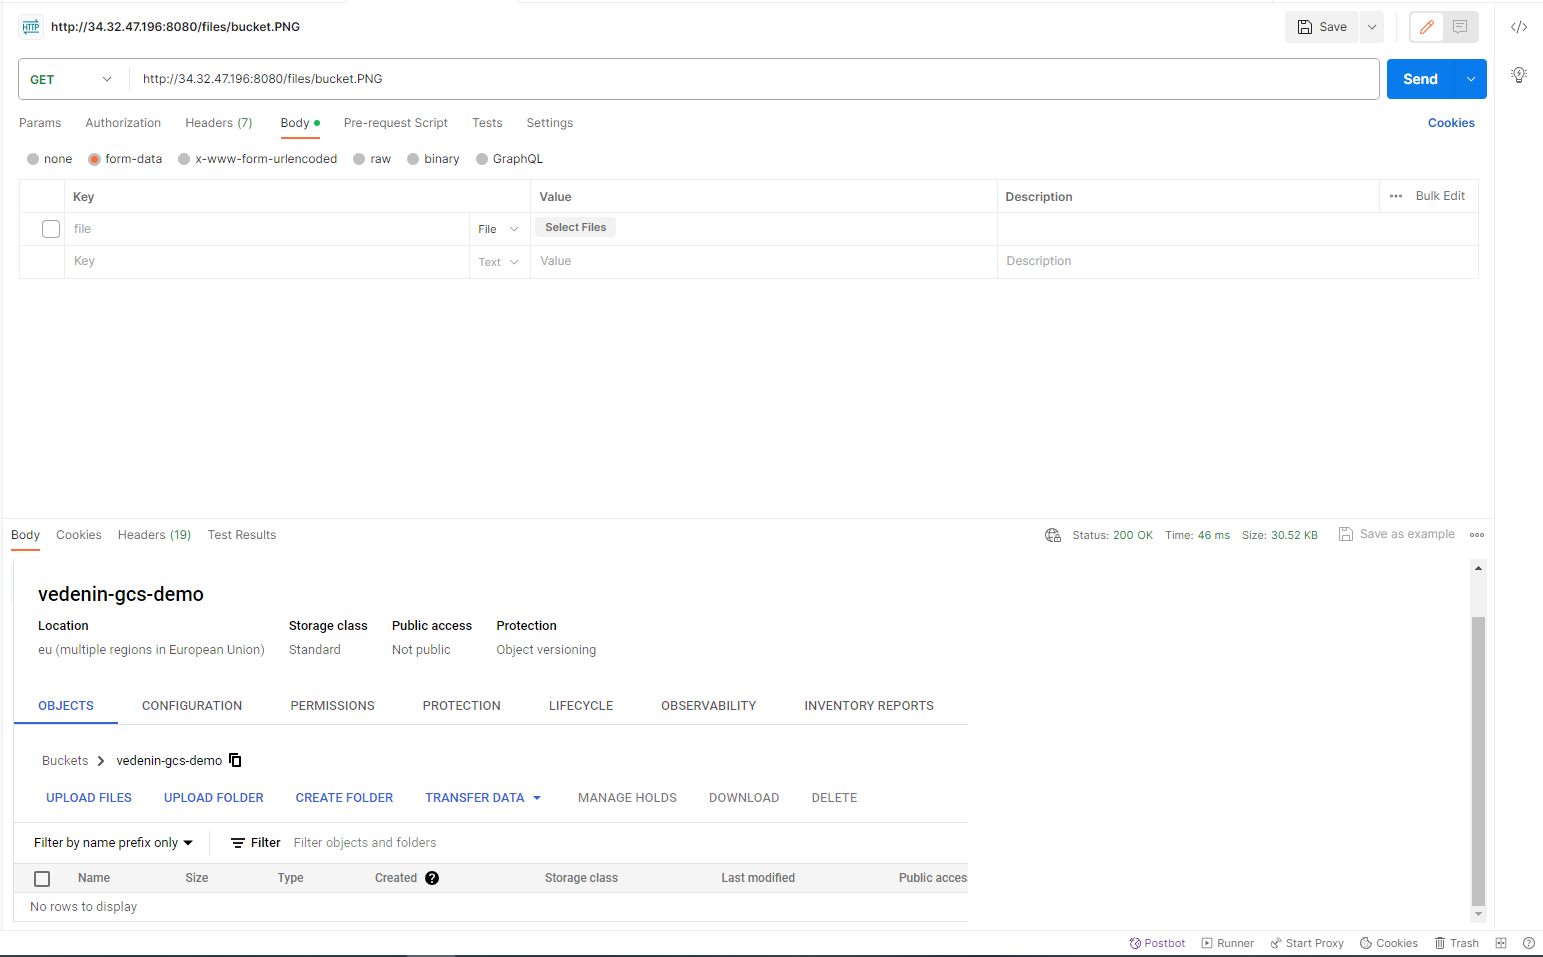 HTTP http://34.32.47.196:8080/files/bucket.PNG Save
GET http://34.32.47.196:8080/files/bucket.PNG Send
Params Authorization Headers (7) Body Pre-request Script Tests Settings Cookies
none form-data x-www-form-urlencoded raw binary GraphQL
Key Value Description Bulk Edit
file File Select Files
Key Text Value Description
Body Cookies Headers (19) Test Results Status: 200 OK Time: 46 ms Size: 30.52 KB Save as example
vedenin-gcs-demo
Location Storage class Public access Protection
eu (multiple regions in European Union) Standard Not public Object versioning
OBJECTS CONFIGURATION PERMISSIONS PROTECTION LIFECYCLE OBSERVABILITY INVENTORY REPORTS
Buckets vedenin-gcs-demo
UPLOAD FILES UPLOAD FOLDER CREATE FOLDER TRANSFER DATA MANAGE HOLDS DOWNLOAD DELETE
Filter by name prefix only Filter Filter objects and folders
Name Size Type Created Storage class Last modified Public acces
No rows to display
Postbot Runner Start Proxy Cookies Trash